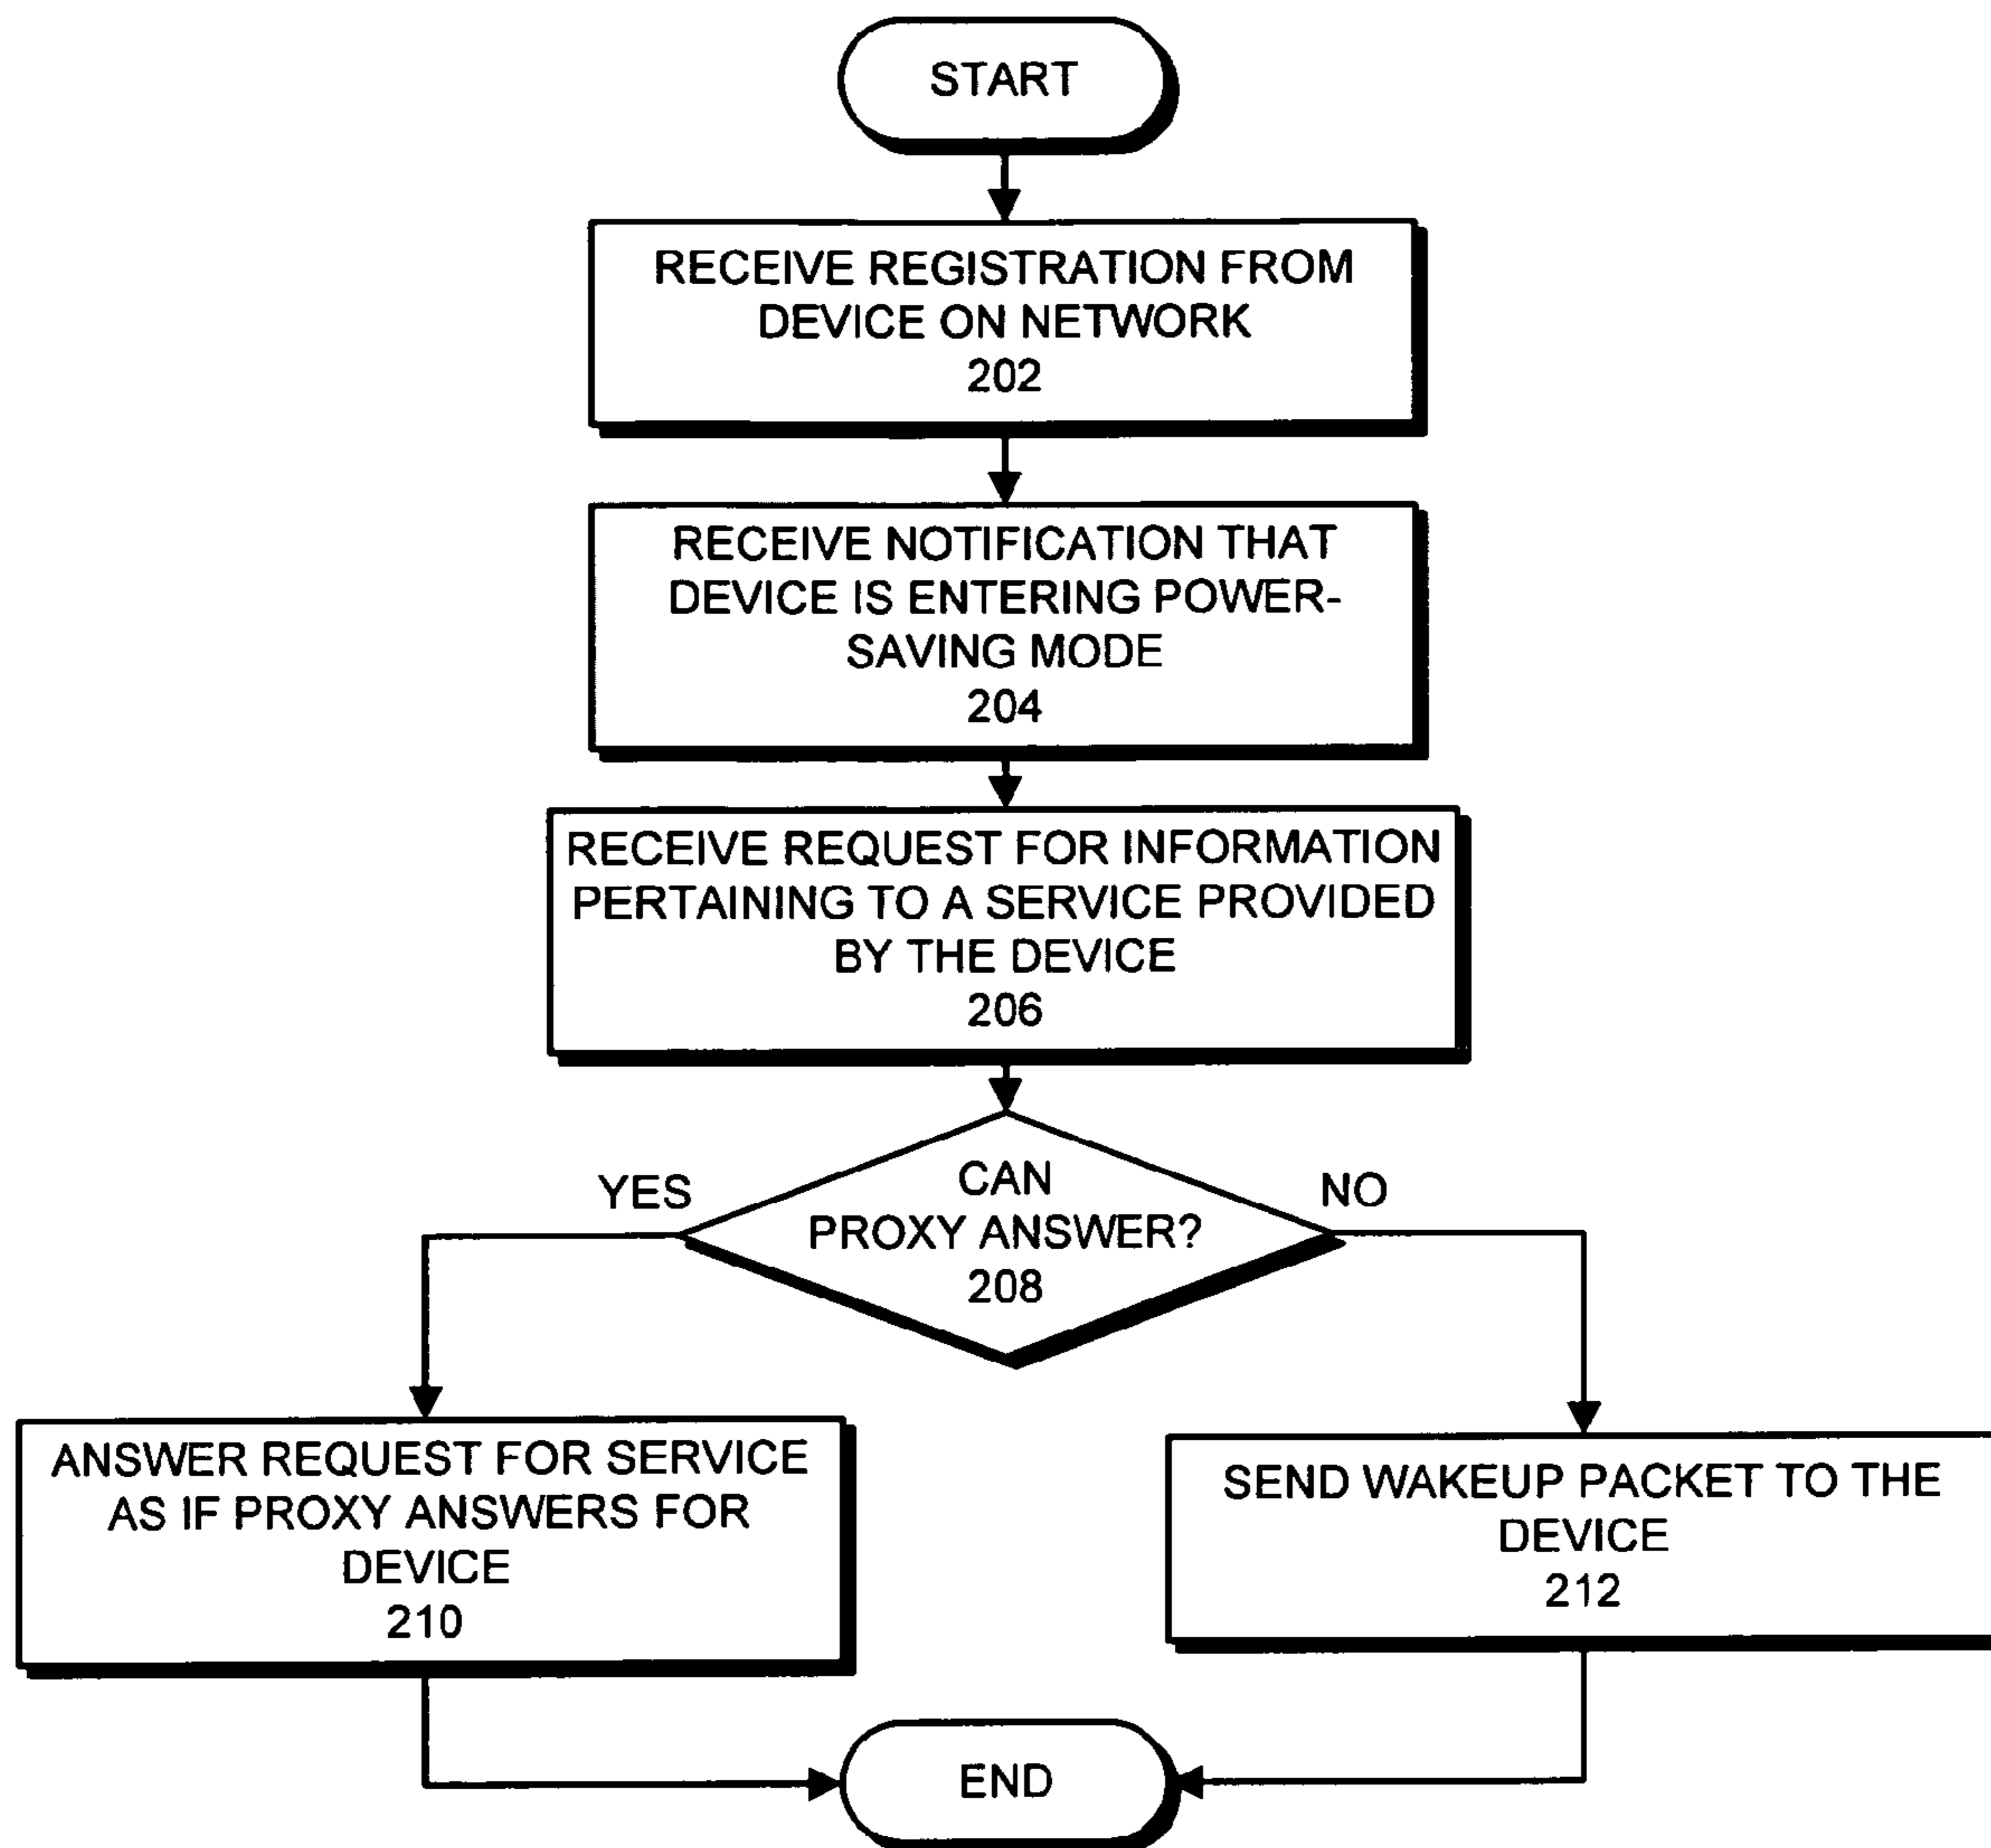 START
RECEIVE REGISTRATION FROM
DEVICE ON NETWORK
202
RECEIVE NOTIFICATION THAT
DEVICE IS ENTERING POWER-
SAVING MODE
204
RECEIVE REQUEST FOR INFORMATION
PERTAINING TO A SERVICE PROVIDED
BY THE DEVICE
206
CAN
PROXY ANSWER?
208
YES
NO
ANSWER REQUEST FOR SERVICE
AS IF PROXY ANSWERS FOR
DEVICE
210
SEND WAKEUP PACKET TO THE
DEVICE
212
END